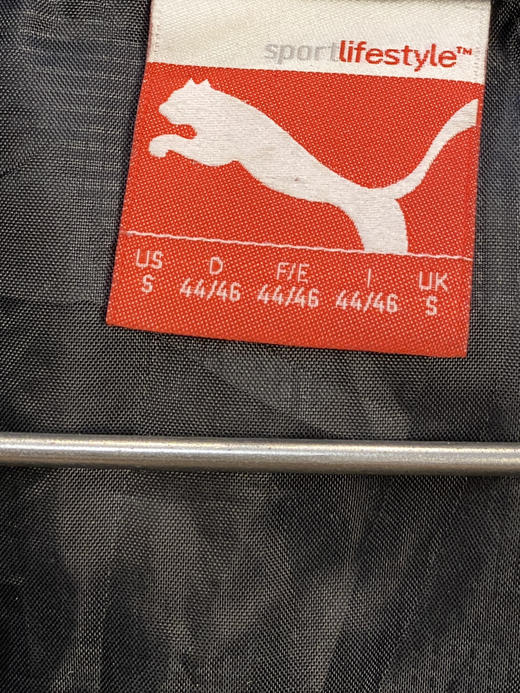 sportlifestyle™
US D F/E I UK
S 44/46 44/46 44/46 S